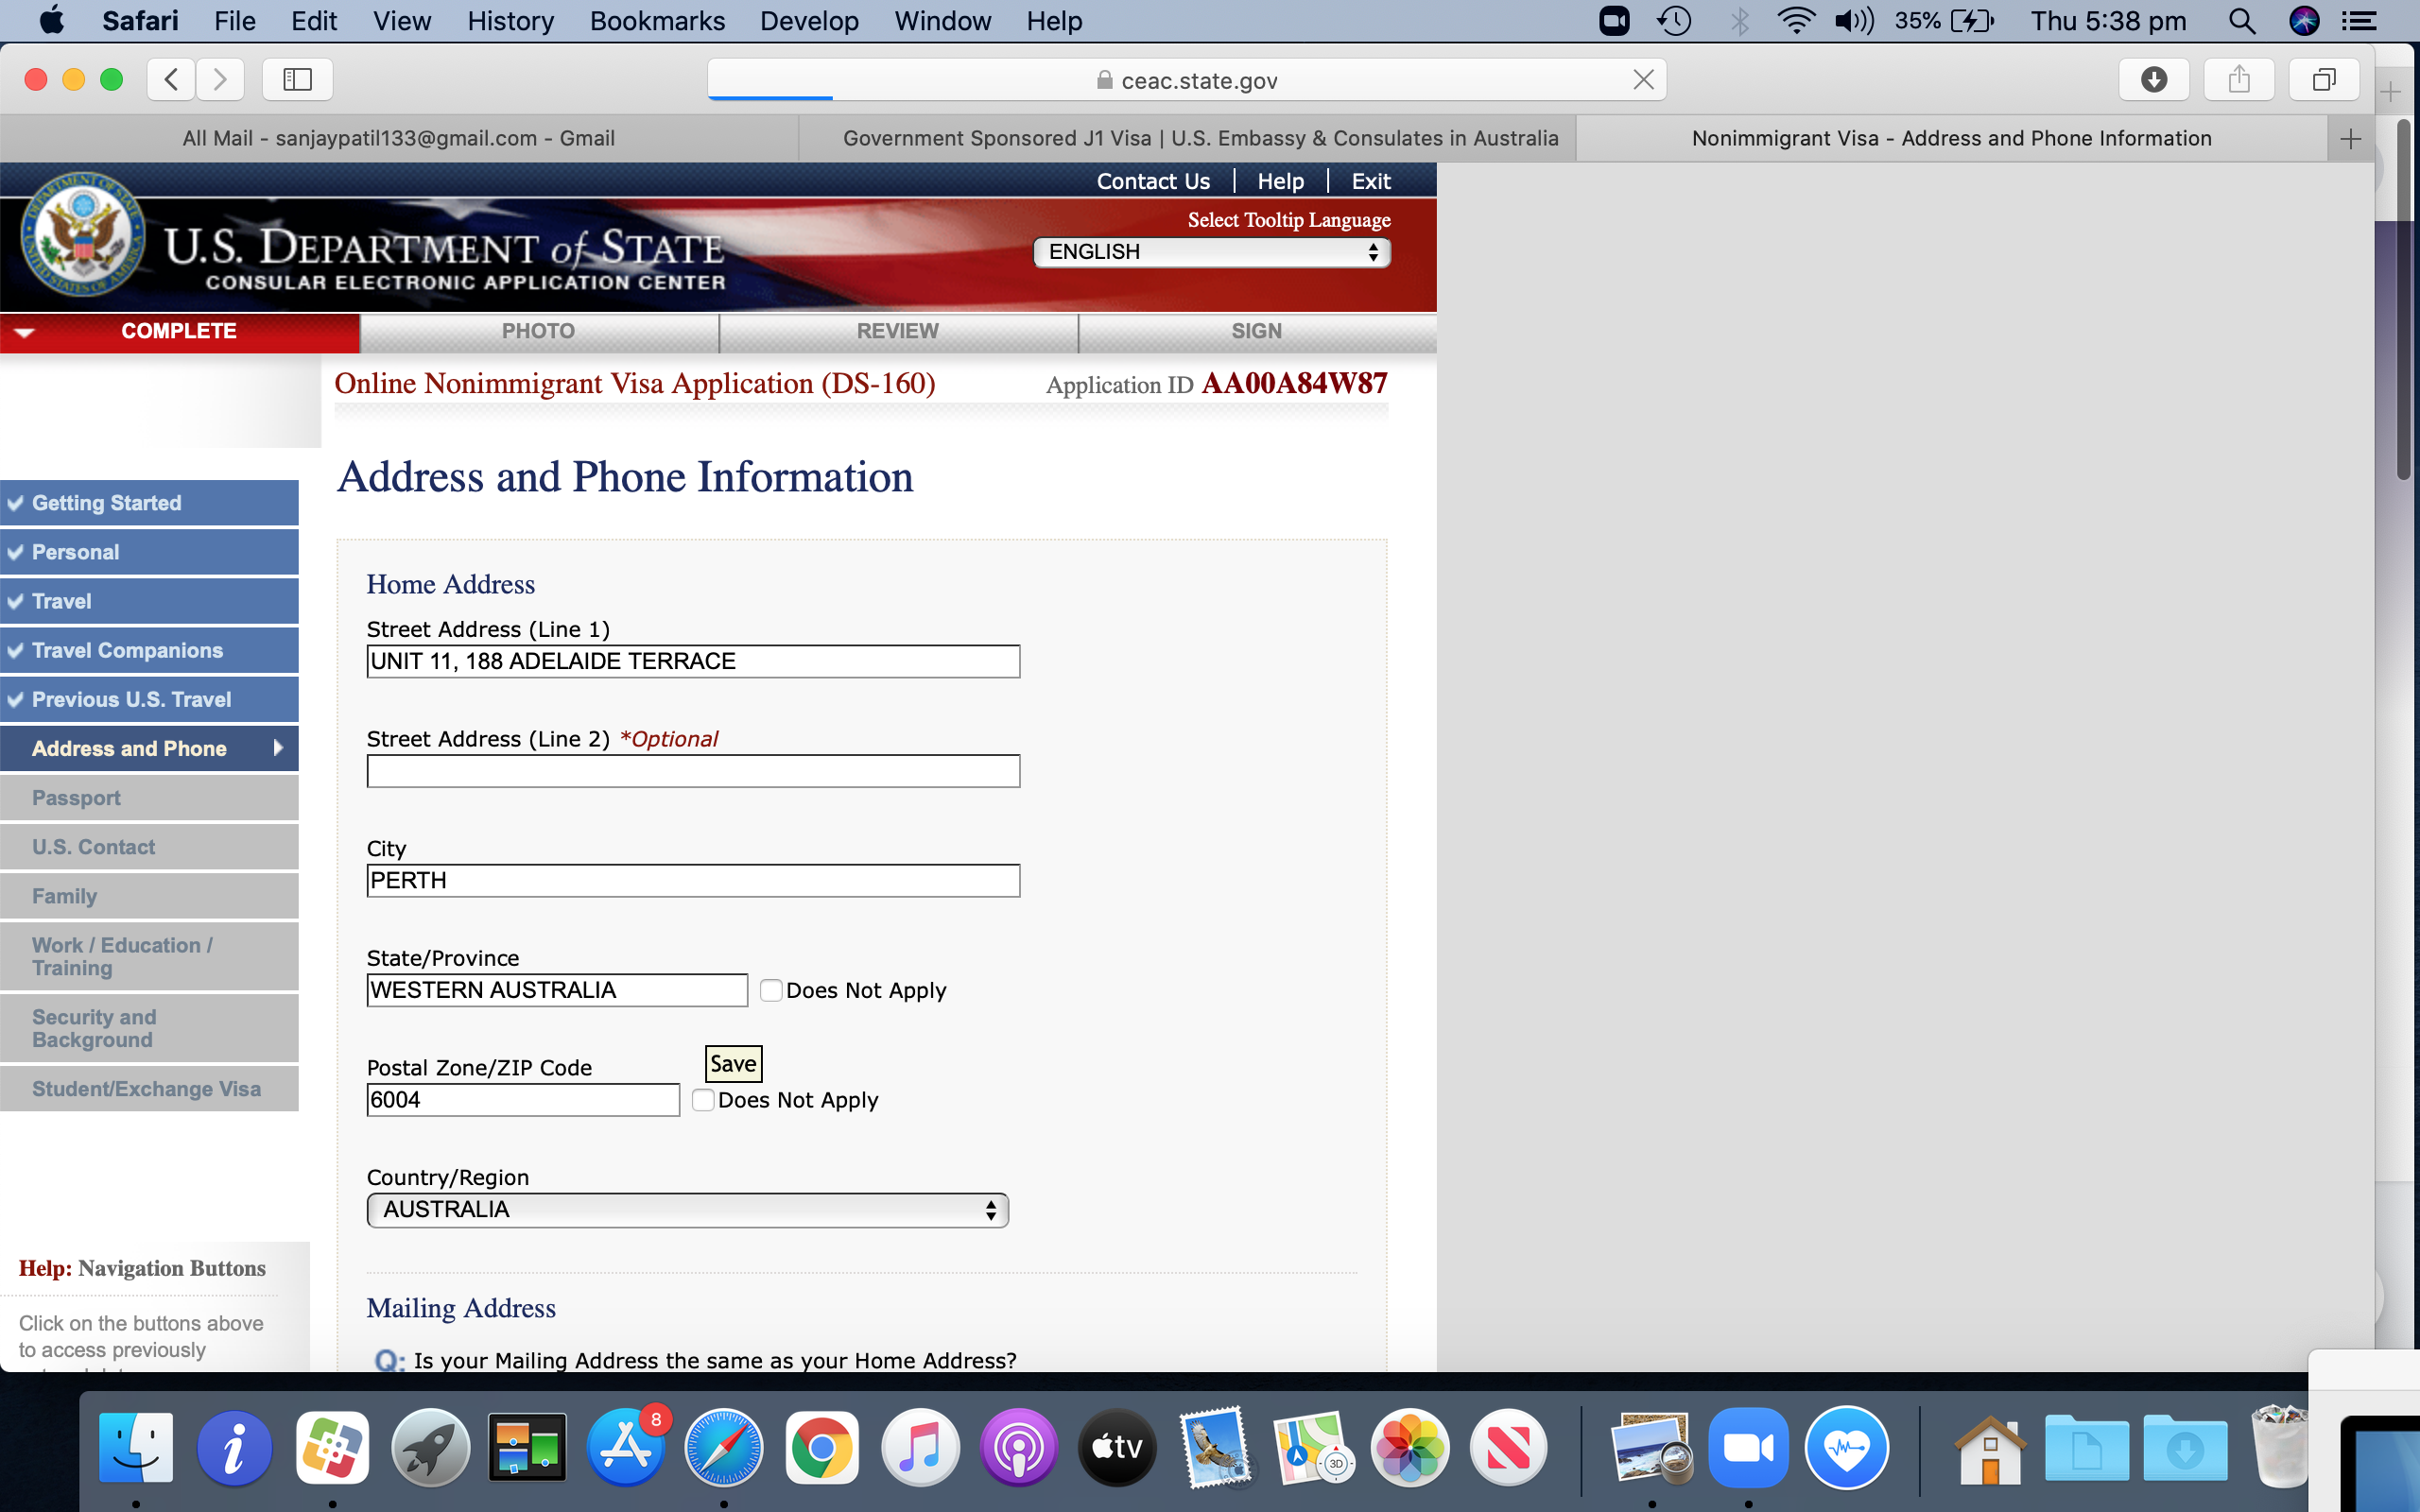 Safari File Edit View History Bookmarks Develop Window Help 35% Thu 5:38 pm
ceac.state.gov
All Mail - sanjaypatil133@gmail.com - Gmail
Government Sponsored J1 Visa | U.S. Embassy & Consulates in Australia
Nonimmigrant Visa - Address and Phone Information
Contact Us | Help | Exit
Select Tooltip Language
ENGLISH
U.S. DEPARTMENT of STATE
CONSULAR ELECTRONIC APPLICATION CENTER
COMPLETE PHOTO REVIEW SIGN
Online Nonimmigrant Visa Application (DS-160)
Application ID AA00A84W87
Address and Phone Information
Getting Started
Personal
Travel
Travel Companions
Previous U.S. Travel
Address and Phone
Passport
U.S. Contact
Family
Work / Education /
Training
Security and
Background
Student/Exchange Visa
Help: Navigation Buttons
Click on the buttons above
to access previously
Home Address
Street Address (Line 1)
UNIT 11, 188 ADELAIDE TERRACE
Street Address (Line 2) *Optional
City
PERTH
State/Province
WESTERN AUSTRALIA
Does Not Apply
Postal Zone/ZIP Code
Save
6004
Does Not Apply
Country/Region
AUSTRALIA
Mailing Address
Q: Is your Mailing Address the same as your Home Address?
8
tv
3D